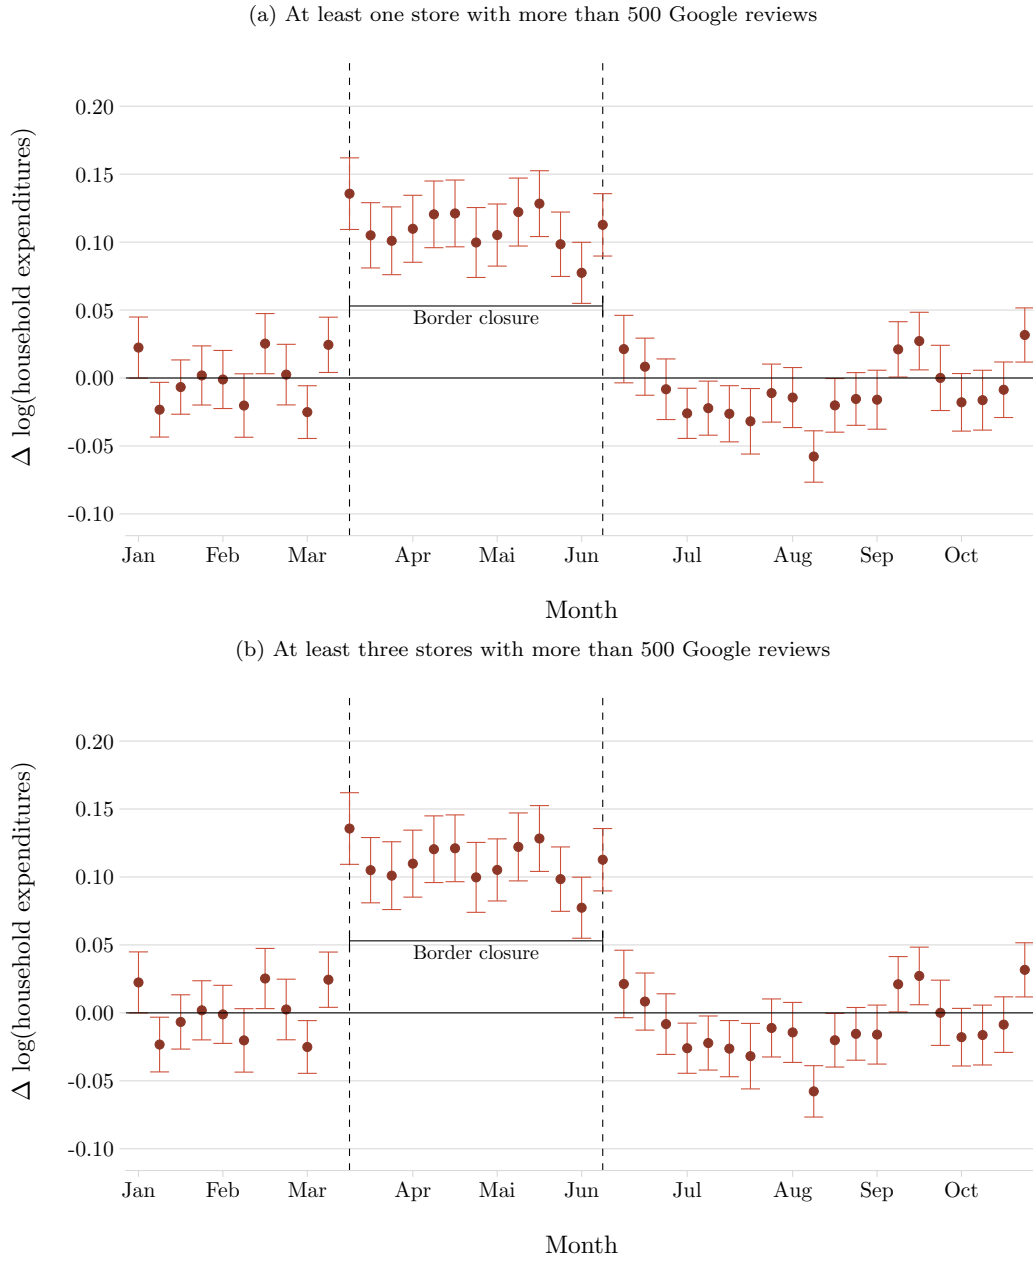 (a) At least one store with more than 500 Google reviews
Δ log(household expenditures)
0.20
0.15
0.10
0.05
0.00
-0.05
-0.10
Border closure
Jan Feb Mar Apr Mai Jun Jul Aug Sep Oct
Month
(b) At least three stores with more than 500 Google reviews
Δ log(household expenditures)
0.20
0.15
0.10
0.05
0.00
-0.05
-0.10
Border closure
Jan Feb Mar Apr Mai Jun Jul Aug Sep Oct
Month